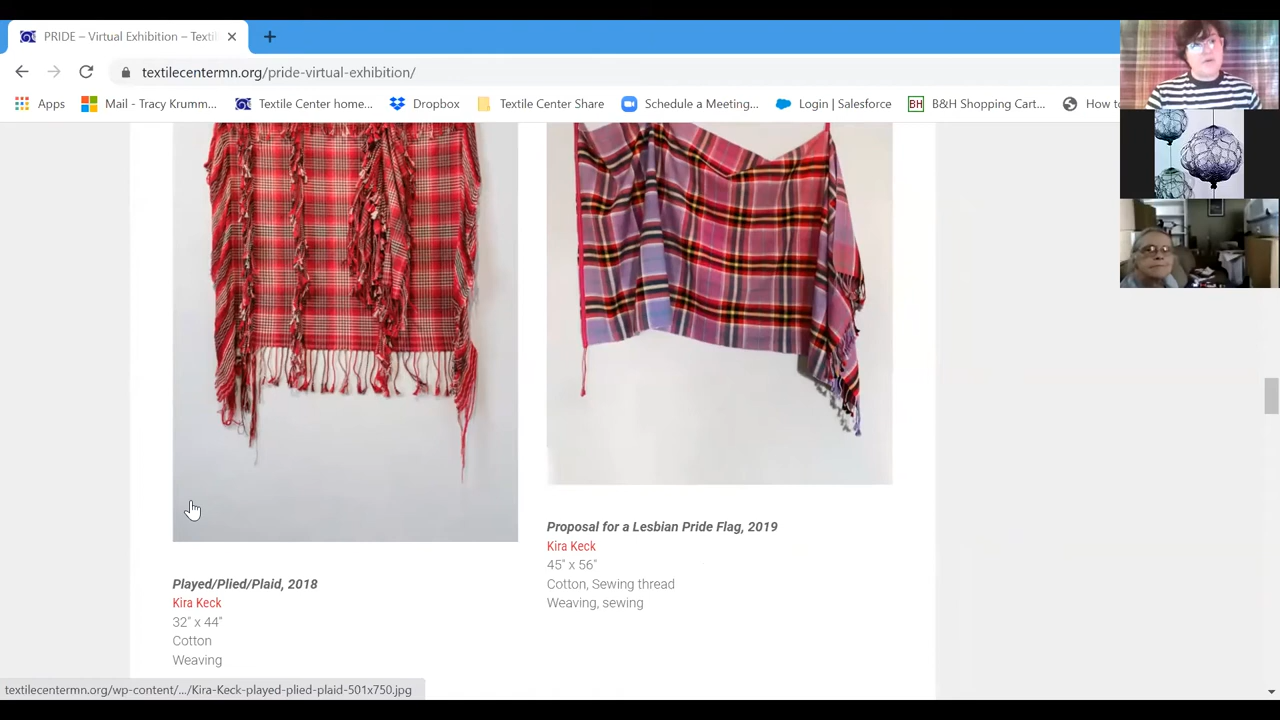 PRIDE – Virtual Exhibition – Texti
textilecentermn.org/pride-virtual-exhibition/
Apps
Mail - Tracy Krumm...
Textile Center home...
Dropbox
Textile Center Share
Schedule a Meeting...
Login | Salesforce
BH
B&H Shopping Cart...
How to
Played/Plied/Plaid, 2018
Kira Keck
32" x 44"
Cotton
Weaving
Proposal for a Lesbian Pride Flag, 2019
Kira Keck
45" x 56"
Cotton, Sewing thread
Weaving, sewing
textilecentermn.org/wp-content/.../Kira-Keck-played-plied-plaid-501x750.jpg